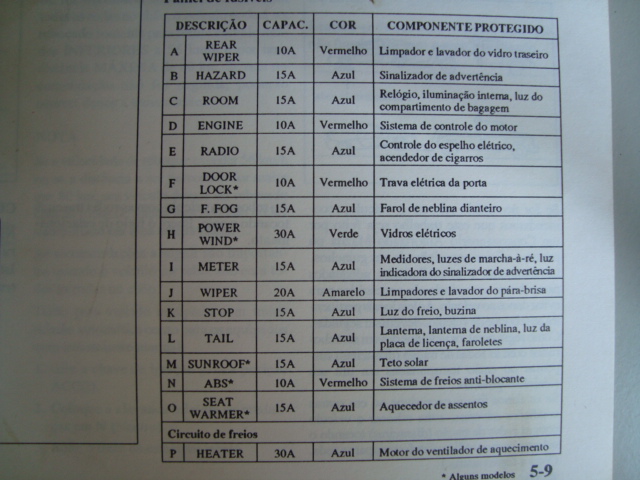 Painel de fusíveis
DESCRIÇÃO CAPAC. COR COMPONENTE PROTEGIDO
A REAR WIPER 10A Vermelho Limpador e lavador do vidro traseiro
B HAZARD 15A Azul Sinalizador de advertência
C ROOM 15A Azul Relógio, iluminação interna, luz do
compartimento de bagagem
D ENGINE 10A Vermelho Sistema de controle do motor
E RADIO 15A Azul Controle do espelho elétrico,
acendedor de cigarros
F DOOR LOCK* 10A Vermelho Trava elétrica da porta
G F. FOG 15A Azul Farol de neblina dianteiro
H POWER WIND* 30A Verde Vidros elétricos
I METER 15A Azul Medidores, luzes de marcha-à-ré, luz
indicadora do sinalizador de advertência
J WIPER 20A Amarelo Limpadores e lavador do pára-brisa
K STOP 15A Azul Luz do freio, buzina
L TAIL 15A Azul Lanterna, lanterna de neblina, luz da
placa de licença, faroletes
M SUNROOF* 15A Azul Teto solar
N ABS* 10A Vermelho Sistema de freios anti-blocante
O SEAT WARMER* 15A Azul Aquecedor de assentos
Circuito de freios
P HEATER 30A Azul Motor do ventilador de aquecimento
* Alguns modelos 5-9